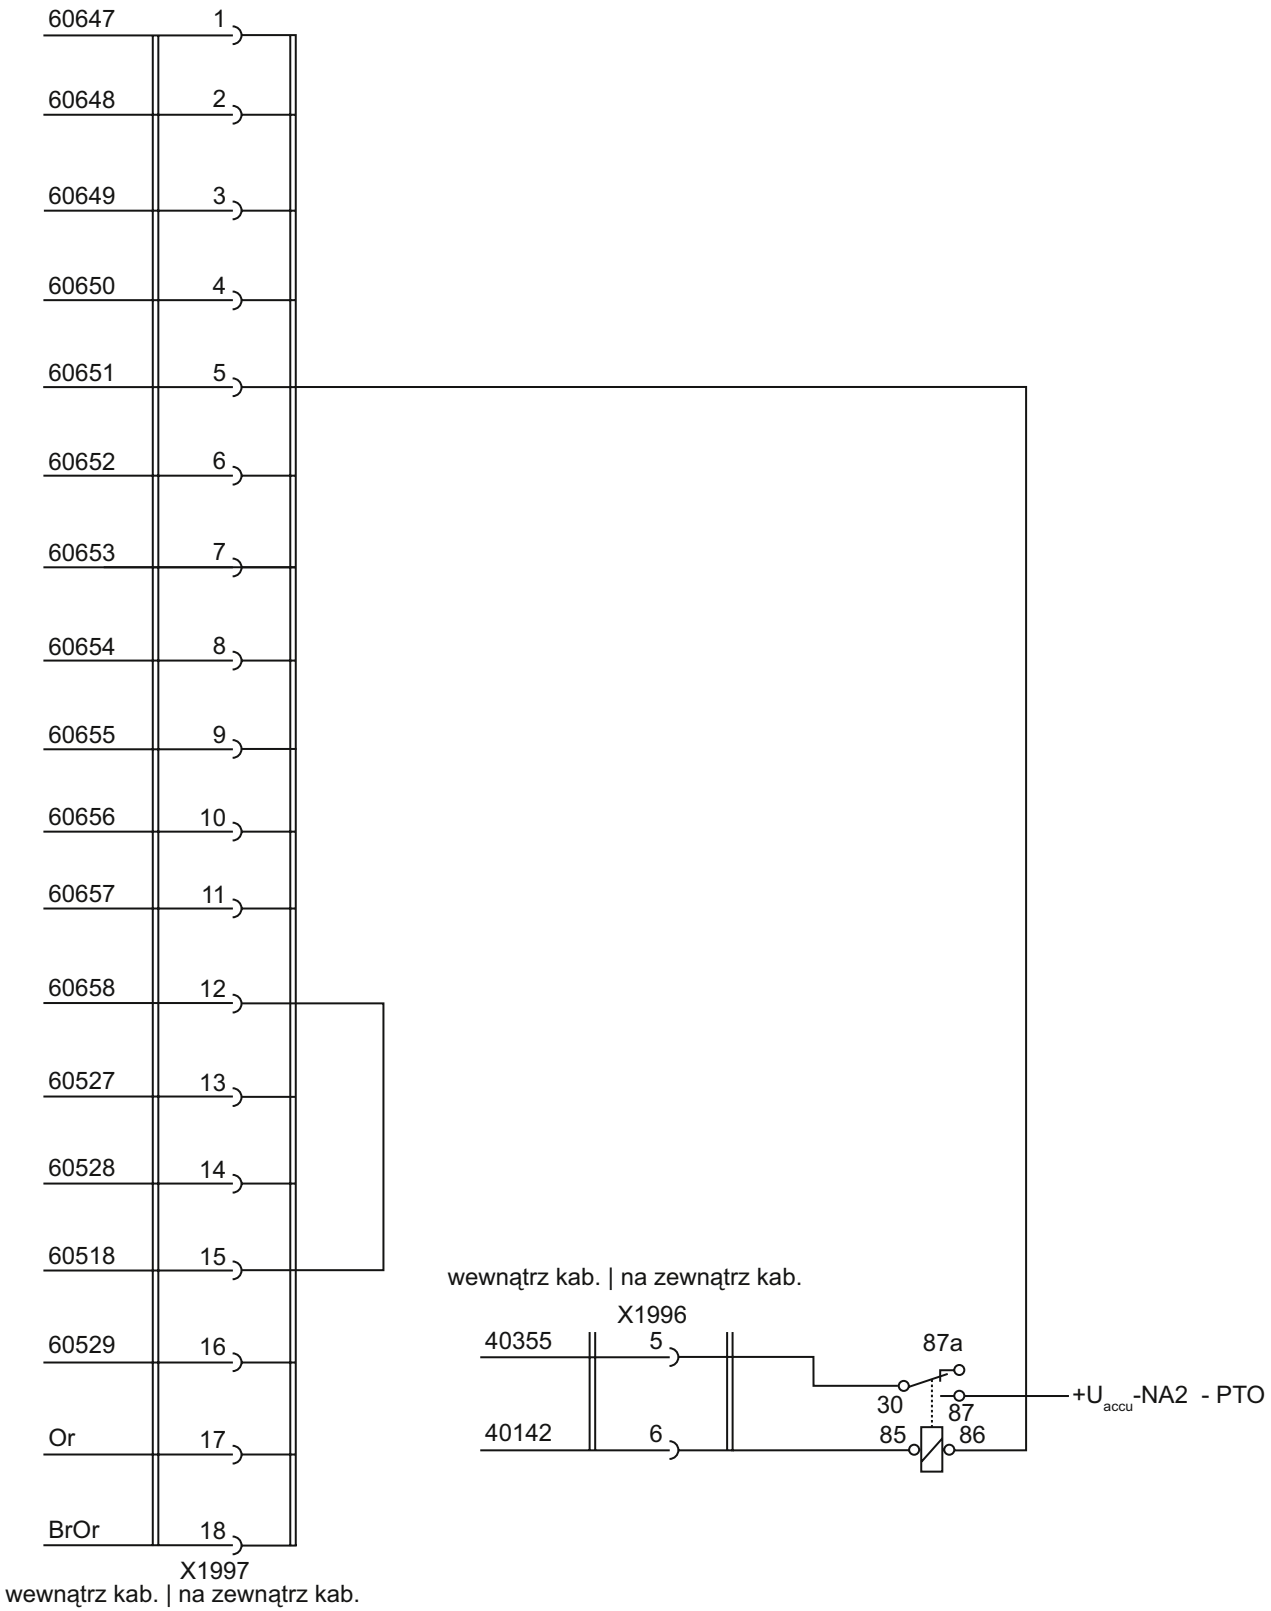 60647 1
60648 2
60649 3
60650 4
60651 5
60652 6
60653 7
60654 8
60655 9
60656 10
60657 11
60658 12
60527 13
60528 14
60518 15
60529 16
Or 17
BrOr 18
X1997
wewnątrz kab. | na zewnątrz kab.
wewnątrz kab. | na zewnątrz kab.
X1996
40355 5
87a
30
87
+Uaccu-NA2 - PTO
40142 6
85
86